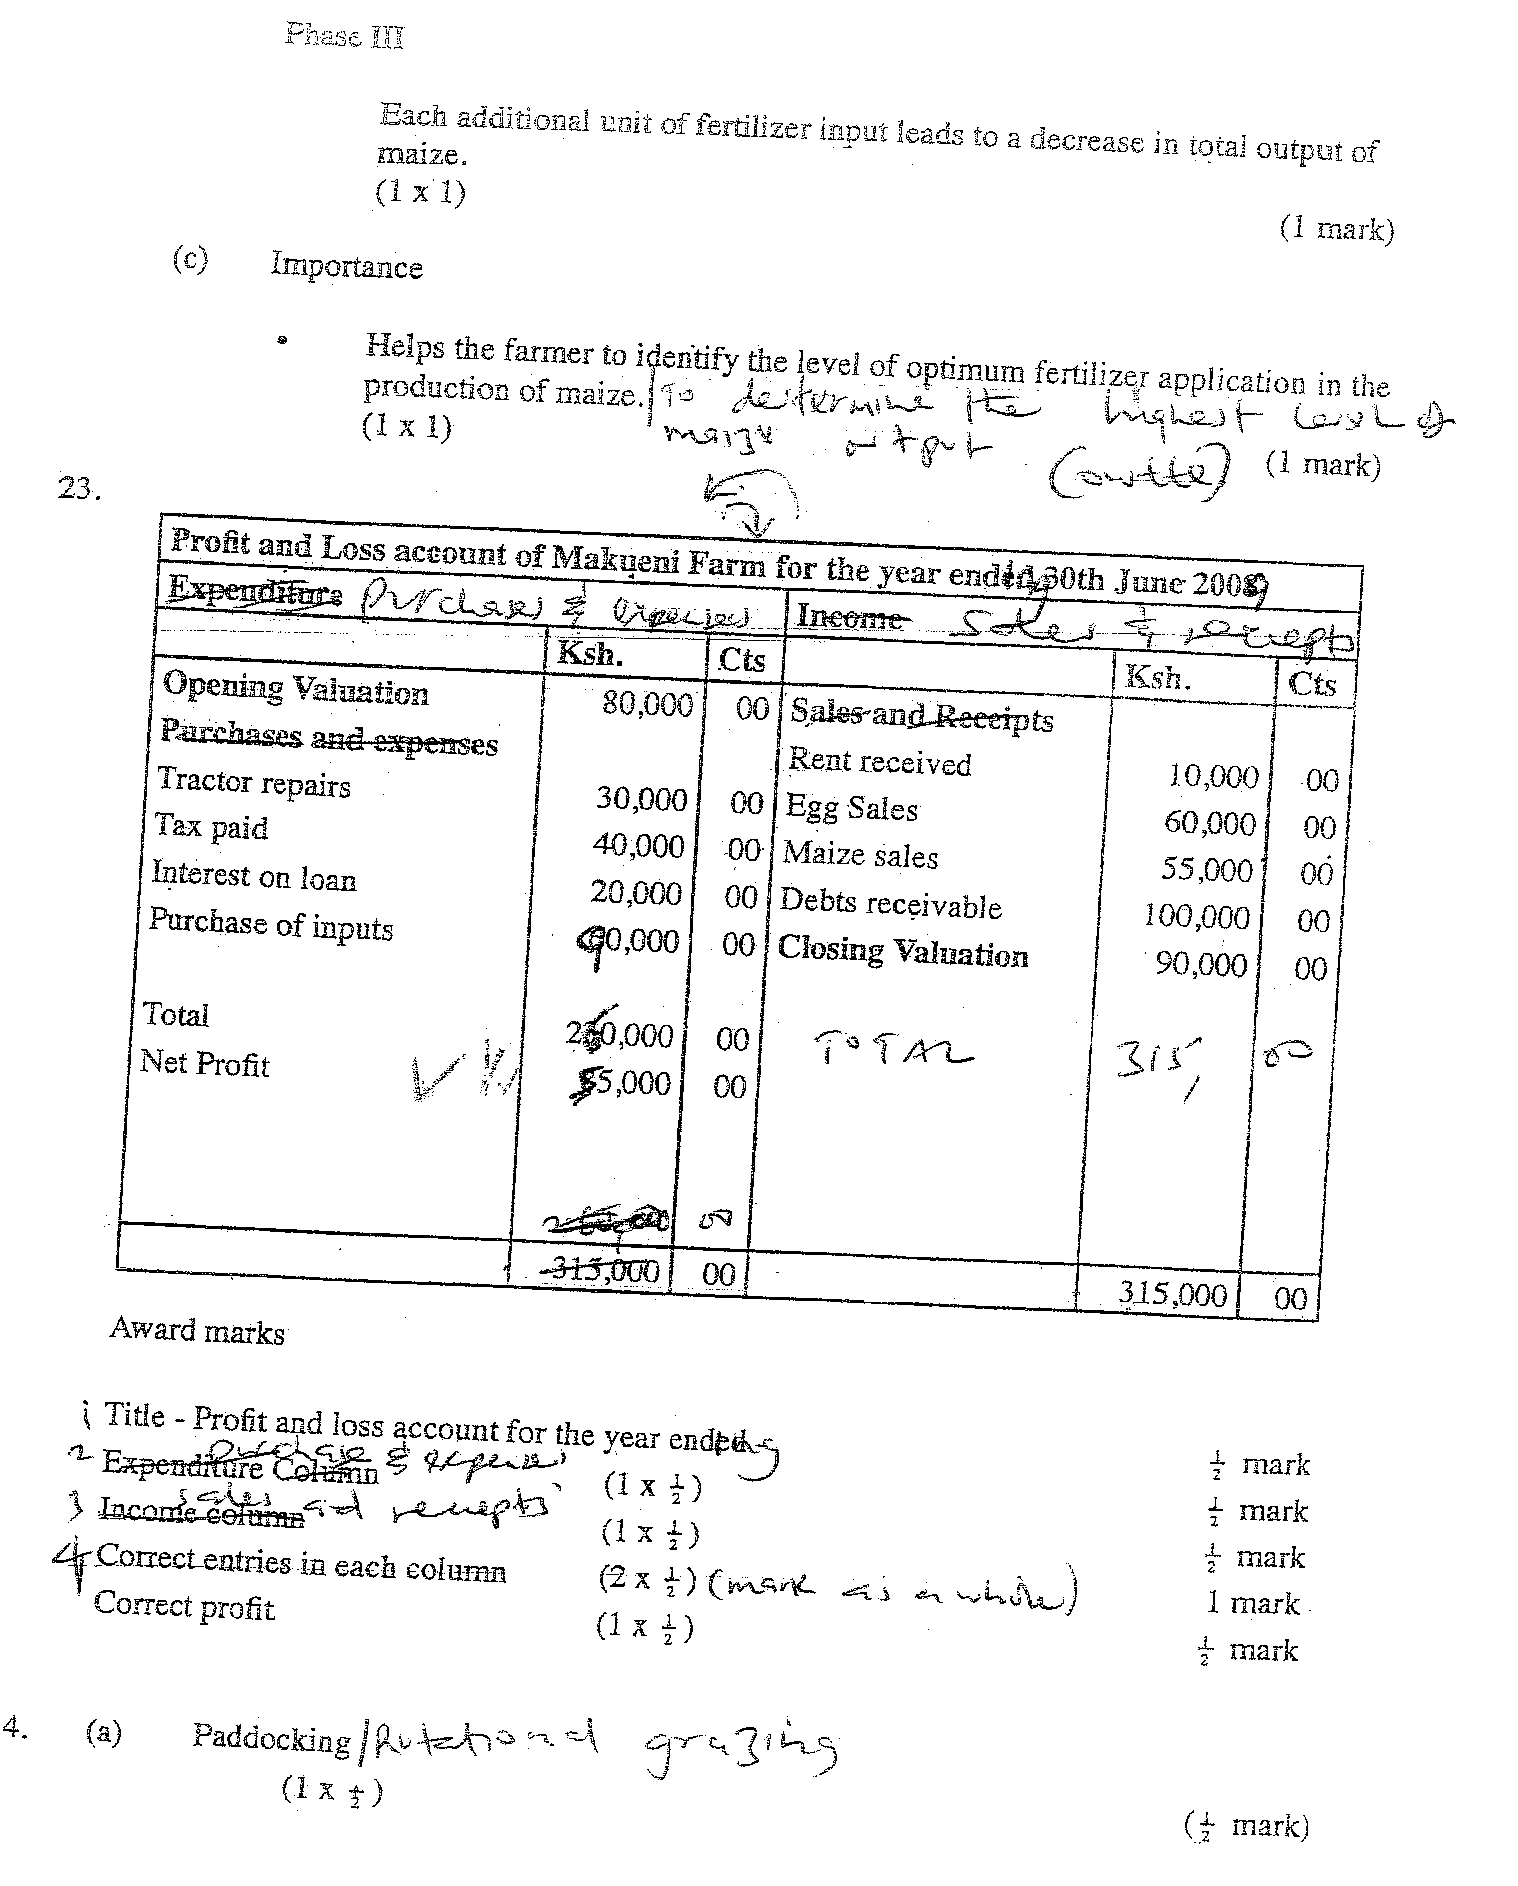 Phase III
Each additional unit of fertilizer input leads to a decrease in total output of
maize.
(1 x 1)
(1 mark)
(c) Importance
• Helps the farmer to identify the level of optimum fertilizer application in the
production of maize. / To determine the highest level of
(1 x 1) maize output
(1 mark)
23.
Profit and Loss account of Makueni Farm for the year ending 30th June 2009
Expenditure Purchases & expenses Income Sales & receipts
Ksh. Cts Ksh. Cts
Opening Valuation 80,000 00 Sales and Receipts
Purchases and expenses
Rent received 10,000 00
Tractor repairs 30,000 00 Egg Sales 60,000 00
Tax paid 40,000 00 Maize sales 55,000 00
Interest on loan 20,000 00 Debts receivable 100,000 00
Purchase of inputs 90,000 00 Closing Valuation 90,000 00
Total 260,000 00 TOTAL 315, 00
Net Profit 55,000 00
00
315,000 00 315,000 00
Award marks
1 Title - Profit and loss account for the year ending
(1 x ½) ½ mark
2 Expenditure Column purchase & expenses
(1 x ½) ½ mark
3 Income column sales and receipts
½ mark
4 Correct entries in each column (2 x ½) (mark as a whole) 1 mark
Correct profit (1 x ½) ½ mark
4. (a) Paddocking / Rotational grazing
(1 x ½)
(½ mark)